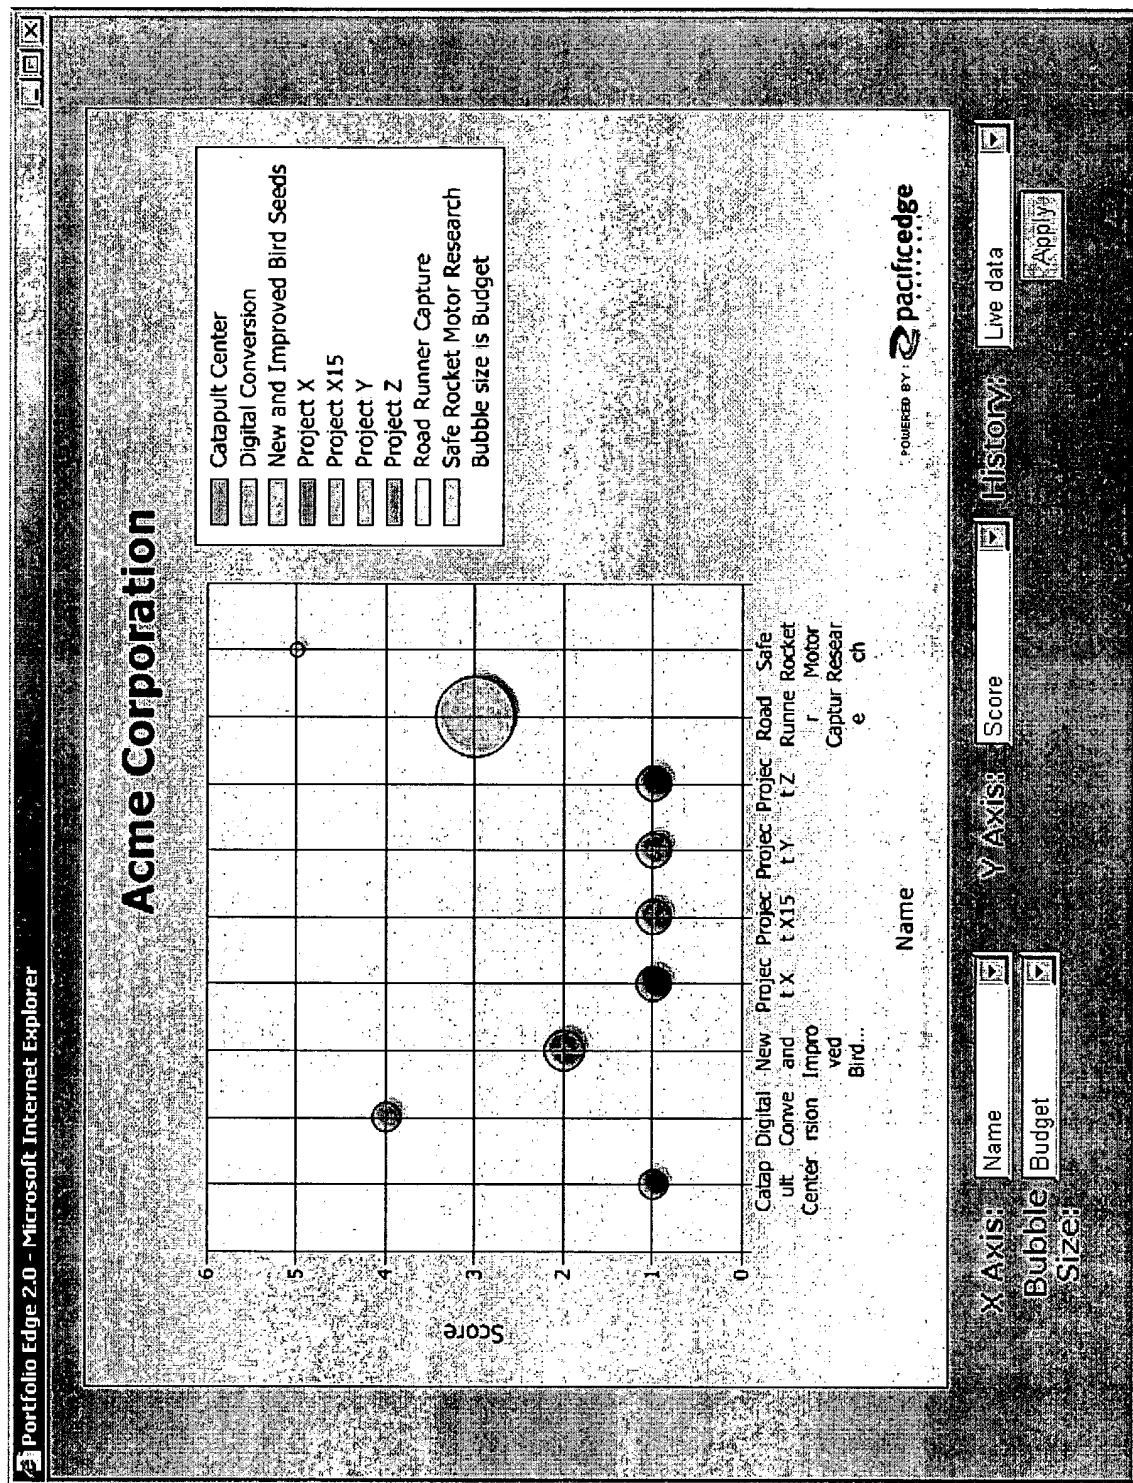 Portfolio Edge 2.0 - Microsoft Internet Explorer
Acme Corporation
Score
6
5
4
3
2
1
0
Catap
ult
Center
Digital
Conve
rsion
New
and
Impro
ved
Bird...
Projec
t X
Projec
t X15
Projec
t Y
Projec
t Z
Road
Runne
r
Captur
e
Safe
Rocket
Motor
Resear
ch
Name
Catapult Center
Digital Conversion
New and Improved Bird Seeds
Project X
Project X15
Project Y
Project Z
Road Runner Capture
Safe Rocket Motor Research
Bubble size is Budget
POWERED BY: pacificedge
X Axis: Name Y Axis: Score History: Live data
Bubble Size: Budget Apply